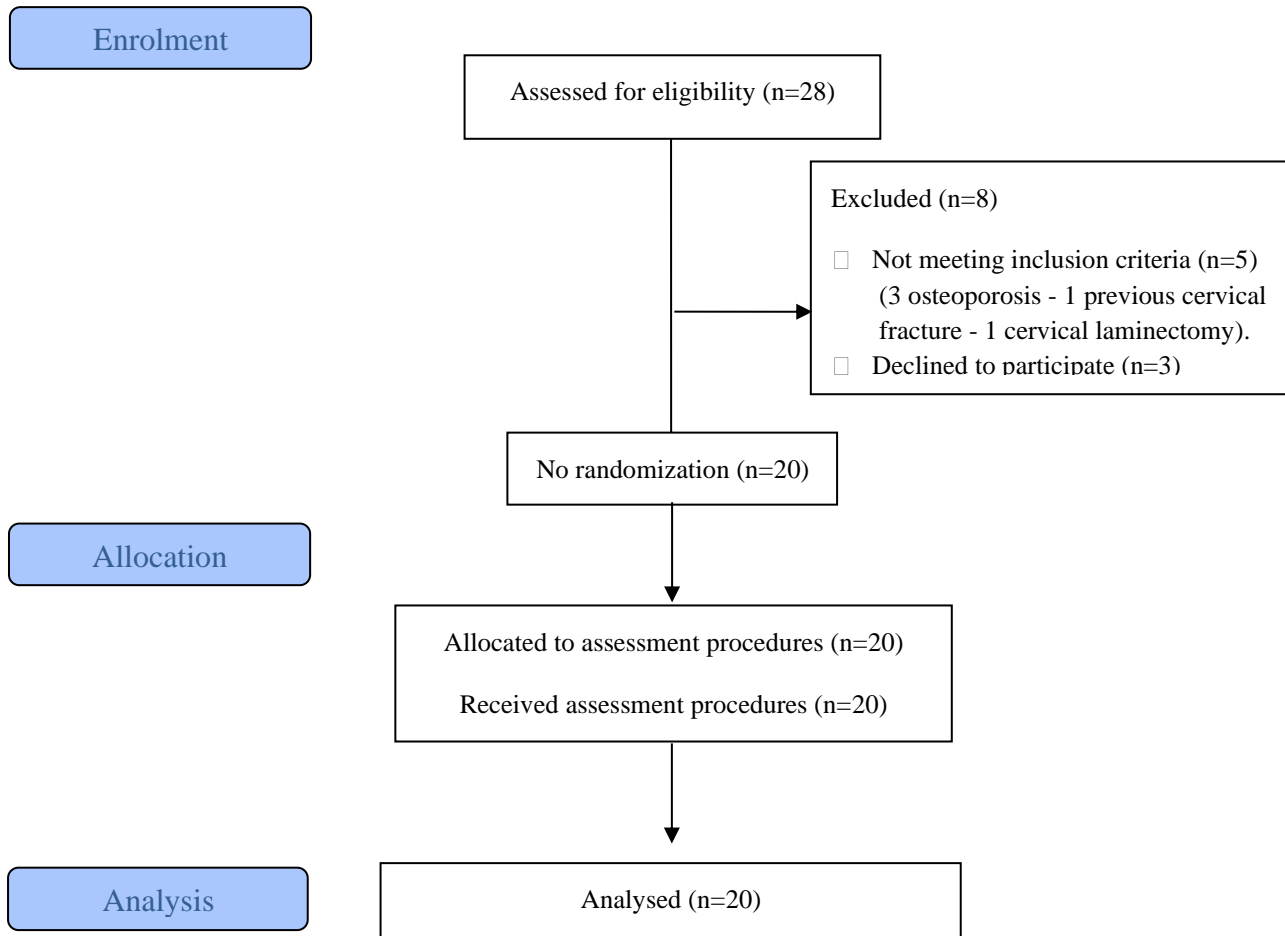 Enrolment
Assessed for eligibility (n=28)
Excluded (n=8)
Not meeting inclusion criteria (n=5)
(3 osteoporosis - 1 previous cervical
fracture - 1 cervical laminectomy).
Declined to participate (n=3)
No randomization (n=20)
Allocation
Allocated to assessment procedures (n=20)
Received assessment procedures (n=20)
Analysis
Analysed (n=20)